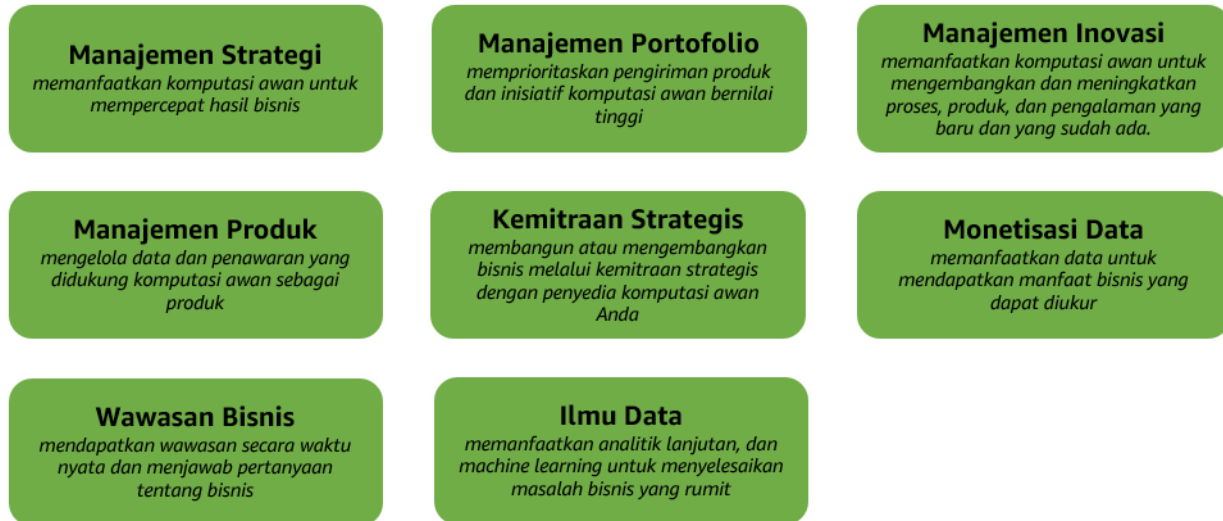 Manajemen Strategi
memanfaatkan komputasi awan untuk
mempercepat hasil bisnis
Manajemen Portofolio
memprioritaskan pengiriman produk
dan inisiatif komputasi awan bernilai
tinggi
Manajemen Inovasi
memanfaatkan komputasi awan untuk
mengembangkan dan meningkatkan
proses, produk, dan pengalaman yang
baru dan yang sudah ada.
Manajemen Produk
mengelola data dan penawaran yang
didukung komputasi awan sebagai
produk
Kemitraan Strategis
membangun atau mengembangkan
bisnis melalui kemitraan strategis
dengan penyedia komputasi awan
Anda
Monetisasi Data
memanfaatkan data untuk
mendapatkan manfaat bisnis yang
dapat diukur
Wawasan Bisnis
mendapatkan wawasan secara waktu
nyata dan menjawab pertanyaan
tentang bisnis
Ilmu Data
memanfaatkan analitik lanjutan, dan
machine learning untuk menyelesaikan
masalah bisnis yang rumit